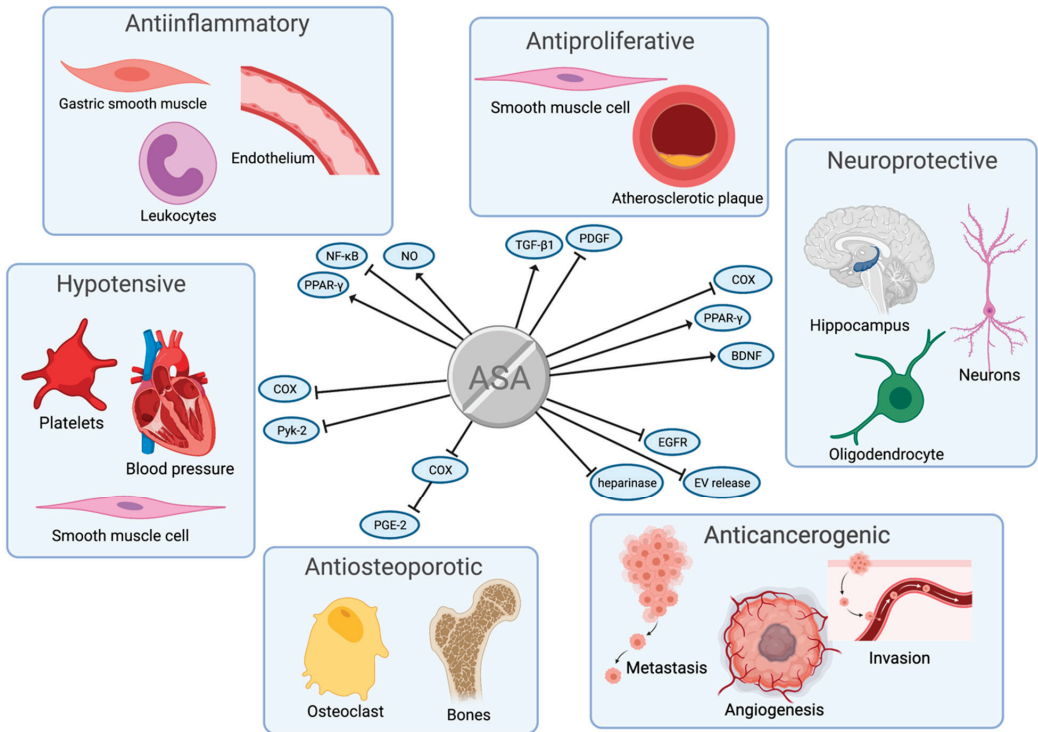 Antiinflammatory
Gastric smooth muscle
Endothelium
Leukocytes
Antiproliferative
Smooth muscle cell
Atherosclerotic plaque
Neuroprotective
Hippocampus
Neurons
Oligodendrocyte
Hypotensive
Platelets
Blood pressure
Smooth muscle cell
NF-κB
NO
PPAR-γ
TGF-β1
PDGF
COX
PPAR-γ
BDNF
ASA
COX
Pyk-2
COX
PGE-2
EGFR
heparinase
EV release
Antiosteoporotic
Osteoclast
Bones
Anticancerogenic
Metastasis
Angiogenesis
Invasion